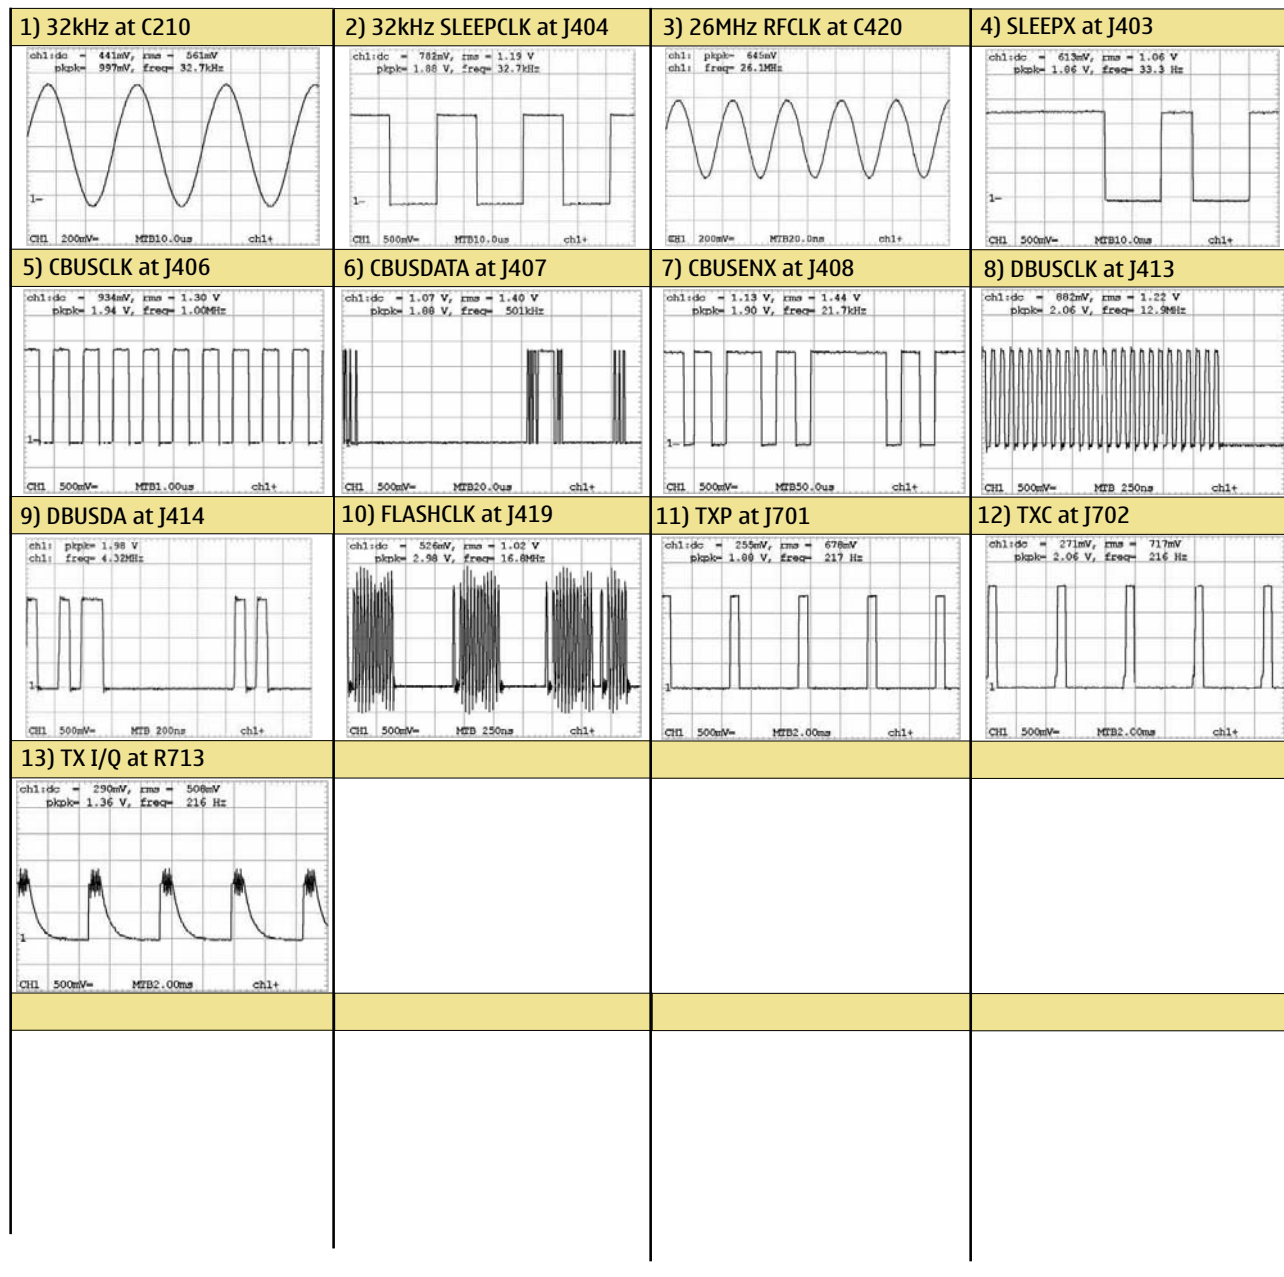 1) 32kHz at C210
ch1:dc = 441mV, rms = 561mV
pkpk= 997mV, freq= 32.7kHz
1-
CH1 200mV= MTB10.0us ch1+
2) 32kHz SLEEPCLK at J404
ch1:dc = 782mV, rms = 1.19 V
pkpk= 1.88 V, freq= 32.7kHz
1-
CH1 500mV= MTB10.0us ch1+
3) 26MHz RFCLK at C420
ch1: pkpk= 645mV
ch1: freq= 26.1MHz
CH1 200mV= MTB20.0ns ch1+
4) SLEEPX at J403
ch1:dc = 613mV, rms = 1.06 V
pkpk= 1.86 V, freq= 33.3 Hz
1-
CH1 500mV= MTB10.0ms ch1+
5) CBUSCLK at J406
ch1:dc = 934mV, rms = 1.30 V
pkpk= 1.94 V, freq= 1.00MHz
1-
CH1 500mV= MTB1.00us ch1+
6) CBUSDATA at J407
ch1:dc = 1.07 V, rms = 1.40 V
pkpk= 1.88 V, freq= 501kHz
1
CH1 500mV= MTB20.0us ch1+
7) CBUSENX at J408
ch1:dc = 1.13 V, rms = 1.44 V
pkpk= 1.90 V, freq= 21.7kHz
1-
CH1 500mV= MTB50.0us ch1+
8) DBUSCLK at J413
ch1:dc = 882mV, rms = 1.22 V
pkpk= 2.06 V, freq= 12.9MHz
1
CH1 500mV= MTB 250ns ch1+
9) DBUSDA at J414
ch1: pkpk= 1.98 V
ch1: freq= 4.32MHz
1
CH1 500mV= MTB 200ns ch1+
10) FLASHCLK at J419
ch1:dc = 526mV, rms = 1.02 V
pkpk= 2.98 V, freq= 16.8MHz
1
CH1 500mV= MTB 250ns ch1+
11) TXP at J701
ch1:dc = 255mV, rms = 678mV
pkpk= 1.88 V, freq= 217 Hz
1
CH1 500mV= MTB2.00ms ch1+
12) TXC at J702
ch1:dc = 271mV, rms = 717mV
pkpk= 2.06 V, freq= 216 Hz
1
CH1 500mV= MTB2.00ms ch1+
13) TX I/Q at R713
ch1:dc = 290mV, rms = 508mV
pkpk= 1.36 V, freq= 216 Hz
1
CH1 500mV= MTB2.00ms ch1+